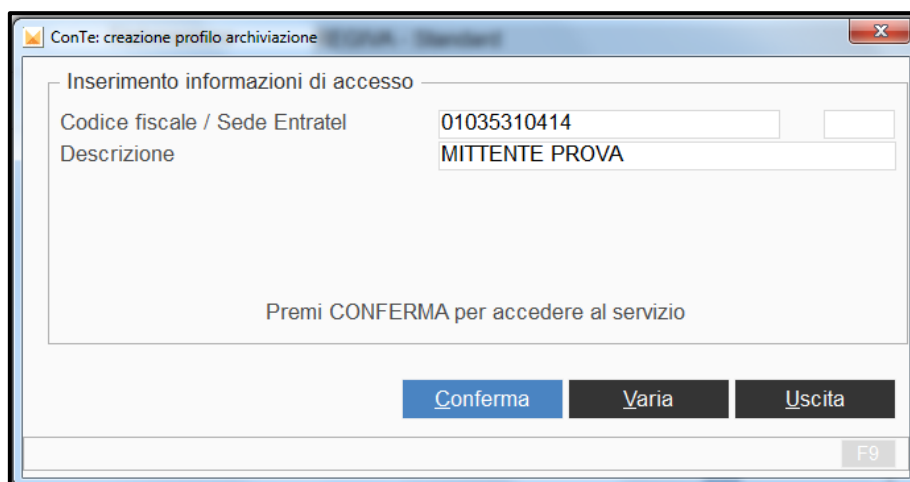 ConTe: creazione profilo archiviazione
Inserimento informazioni di accesso
Codice fiscale / Sede Entratel 01035310414
Descrizione MITTENTE PROVA
Premi CONFERMA per accedere al servizio
Conferma Varia Uscita
F9